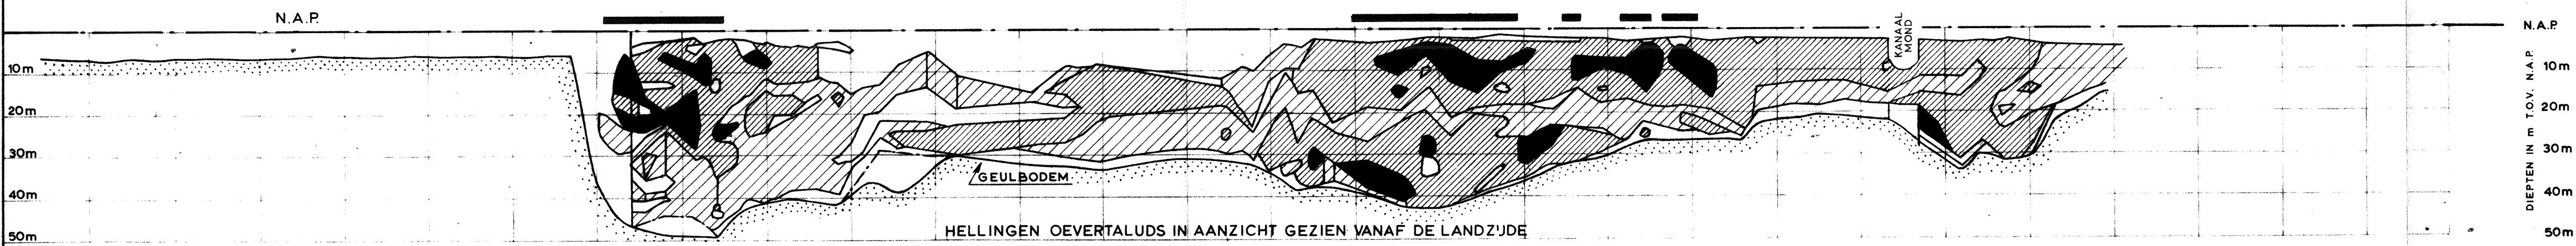 N.A.P.
N.A.P.
KANAAL
MOND
10m
20m
30m
40m
50m
10m
20m
30m
40m
50m
DIEPTEN IN m T.O.V. N.A.P.
GEULBODEM
HELLINGEN OEVERTALUDS IN AANZICHT GEZIEN VANAF DE LANDZIJDE